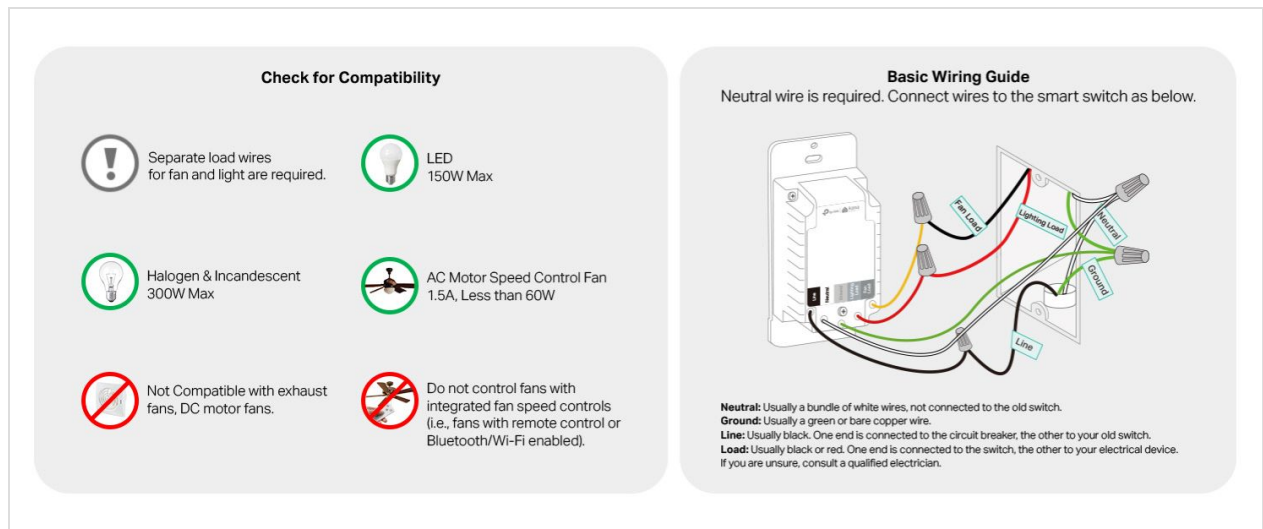 Check for Compatibility
Separate load wires
for fan and light are required.
LED
150W Max
Halogen & Incandescent
300W Max
AC Motor Speed Control Fan
1.5A, Less than 60W
Not Compatible with exhaust
fans, DC motor fans.
Do not control fans with
integrated fan speed controls
(i.e., fans with remote control or
Bluetooth/Wi-Fi enabled).
Basic Wiring Guide
Neutral wire is required. Connect wires to the smart switch as below.
Fan Load
Lighting Load
Neutral
Ground
Line
Line
Neutral
Neutral: Usually a bundle of white wires, not connected to the old switch.
Ground: Usually a green or bare copper wire.
Line: Usually black. One end is connected to the circuit breaker, the other to your old switch.
Load: Usually black or red. One end is connected to the switch, the other to your electrical device.
If you are unsure, consult a qualified electrician.